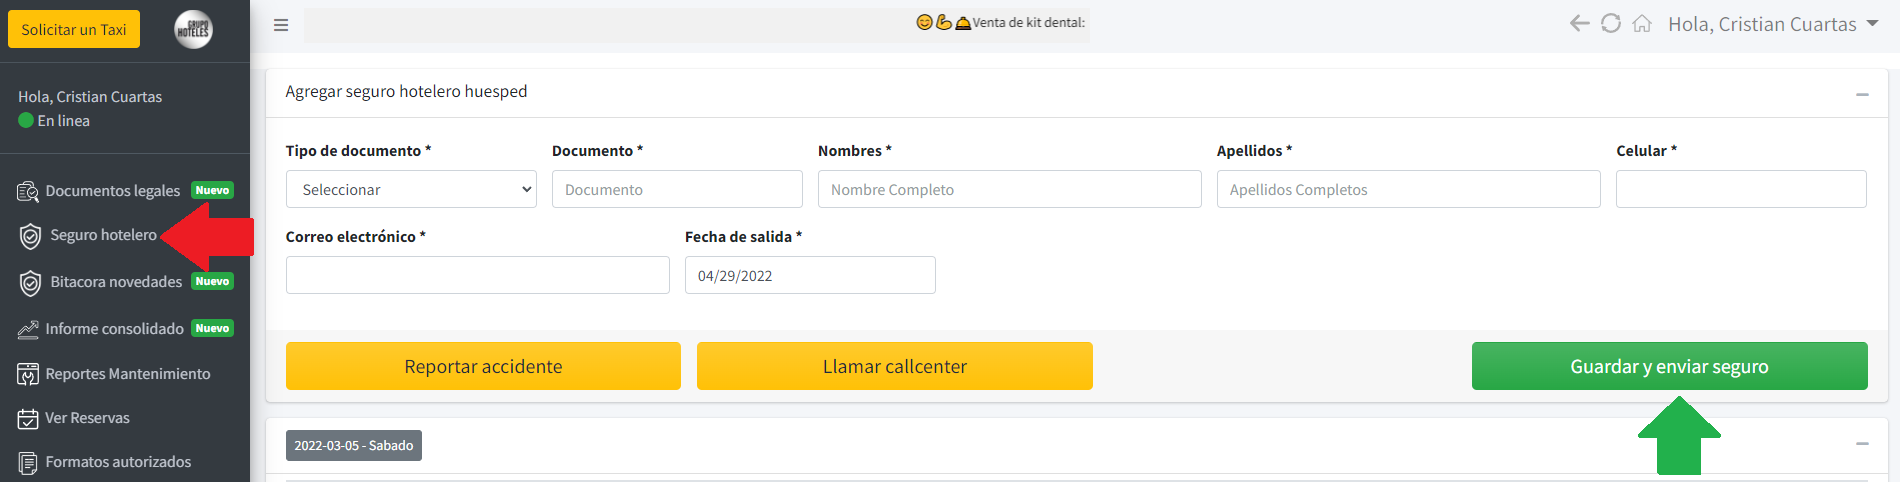 Solicitar un Taxi
GRUPO
HOTELES
Venta de kit dental:
Hola, Cristian Cuartas
Hola, Cristian Cuartas
En linea
Documentos legales Nuevo
Seguro hotelero
Bitacora novedades Nuevo
Informe consolidado Nuevo
Reportes Mantenimiento
Ver Reservas
Formatos autorizados
Agregar seguro hotelero huesped
Tipo de documento * Documento * Nombres * Apellidos * Celular *
Seleccionar Documento Nombre Completo Apellidos Completos
Correo electrónico * Fecha de salida *
04/29/2022
Reportar accidente Llamar callcenter Guardar y enviar seguro
2022-03-05 - Sabado